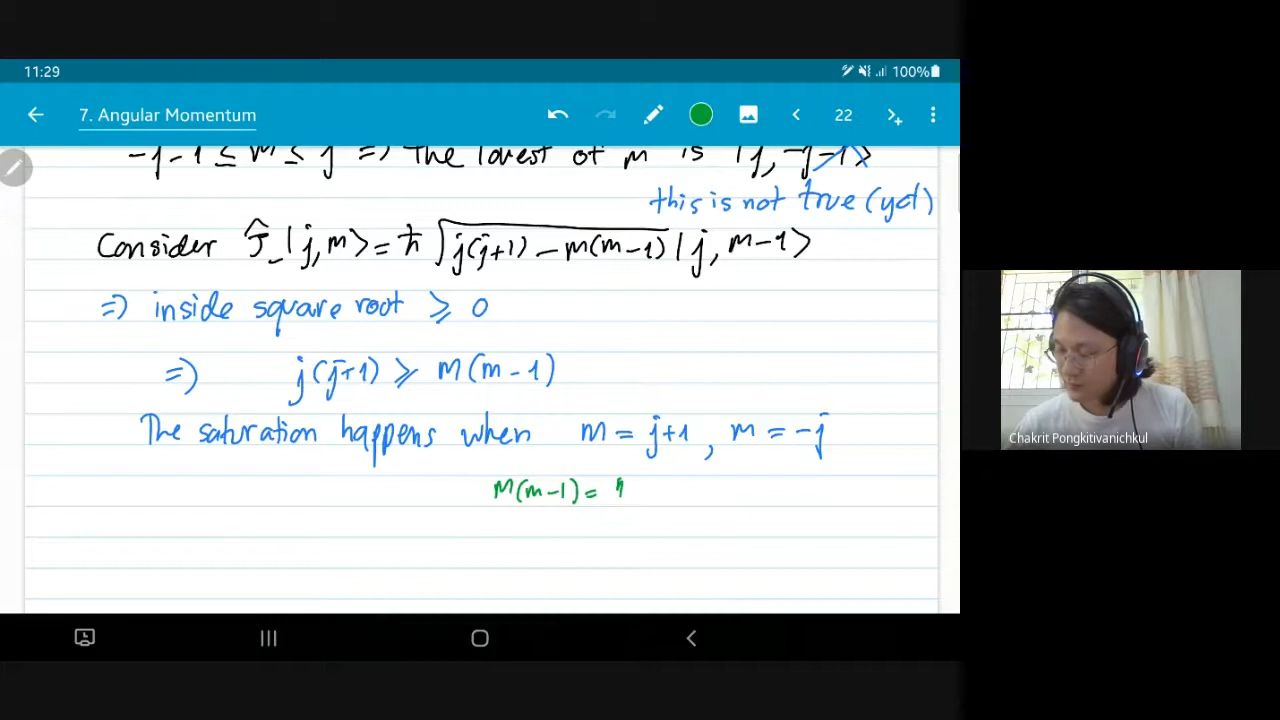 11:29 100%
7. Angular Momentum 22
-j-1 ≤ m ≤ j => The lowest of m is |j, -j-1>
this is not true (yet)
Consider Ĵ_|j,m> = ħ √(j(j+1) - m(m-1)) |j, m-1>
=> inside square root ≥ 0
=> j(j+1) ≥ m(m-1)
The saturation happens when m = j+1, m = -j
m(m-1) =
Chakrit Pongkitivanichkul